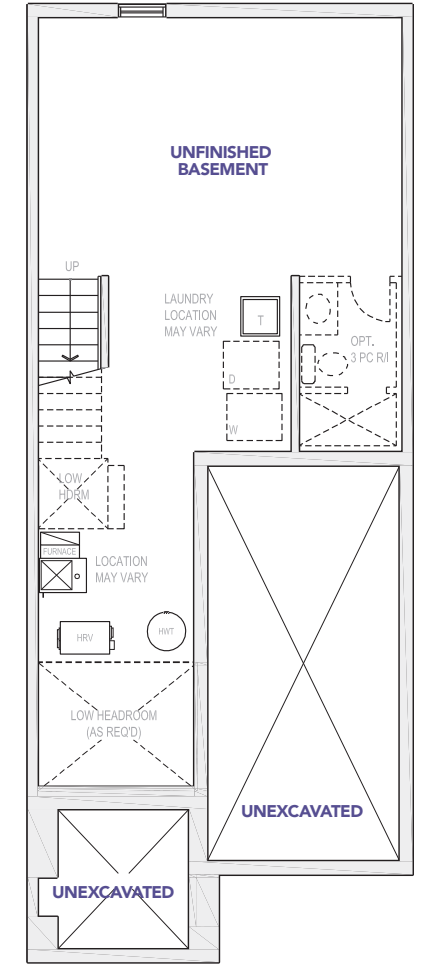 UNFINISHED
BASEMENT
UP
LAUNDRY
LOCATION
MAY VARY
T
OPT.
3 PC R/I
D
W
LOW
HDRM
FURNACE
LOCATION
MAY VARY
HRV
HWT
LOW HEADROOM
(AS REQ'D)
UNEXCAVATED
UNEXCAVATED